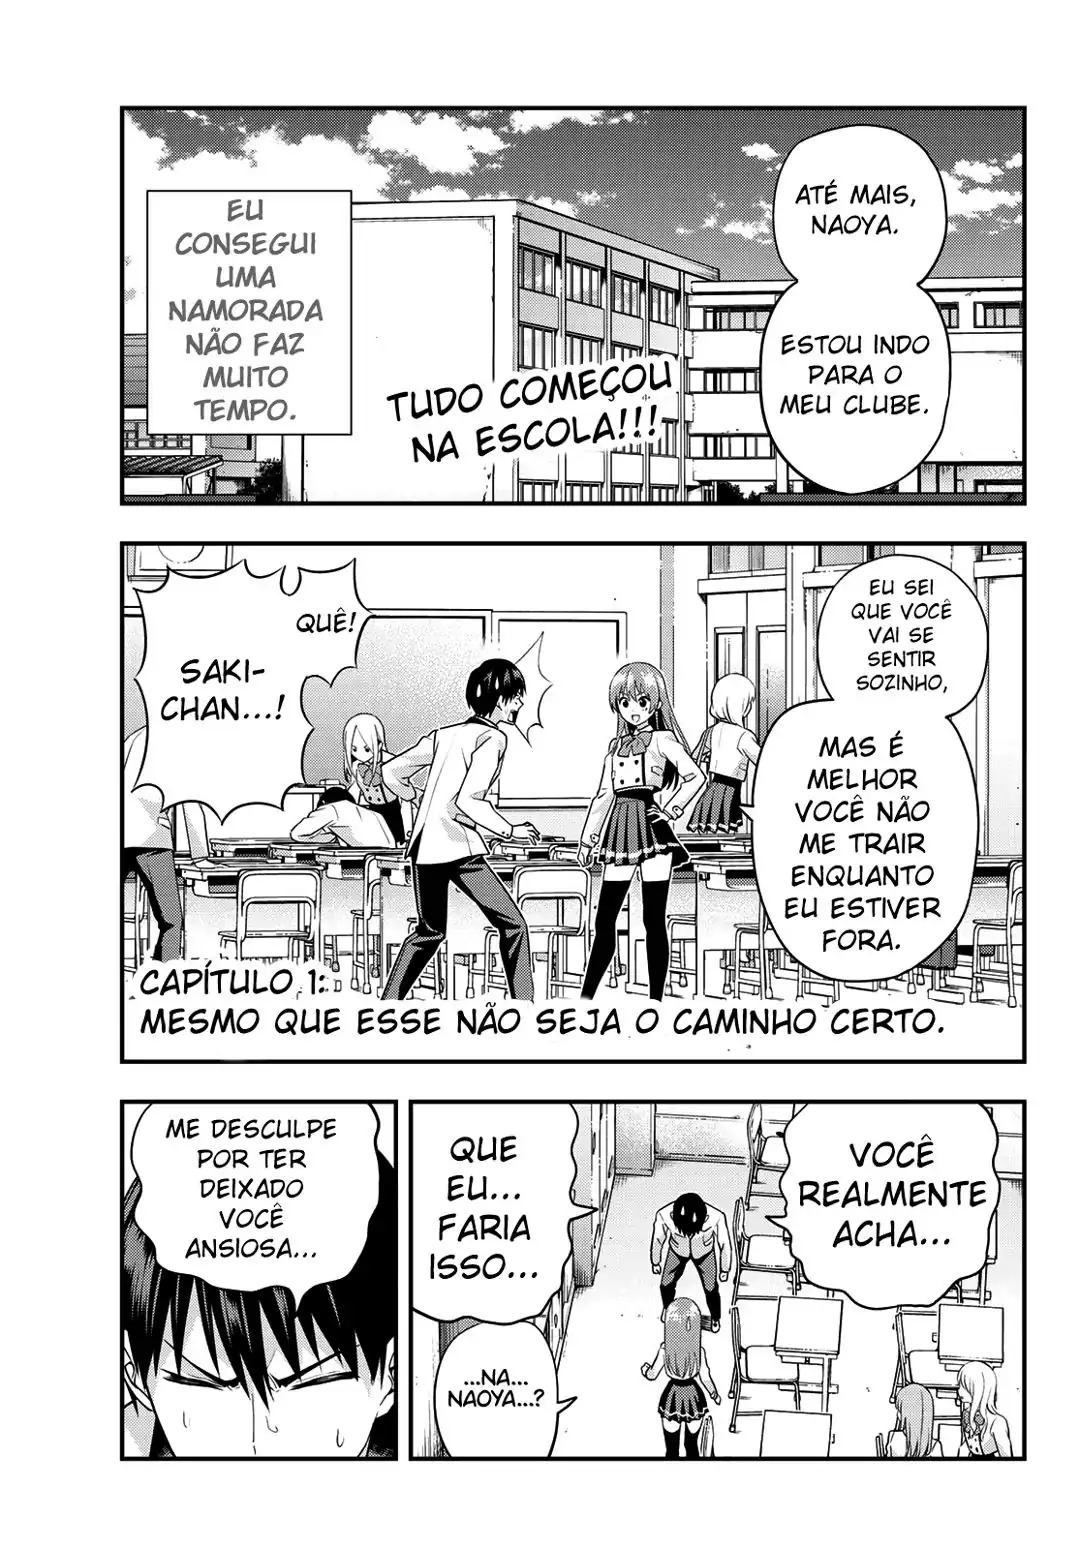 ATÉ MAIS,
NAOYA.
ESTOU INDO
PARA O
MEU CLUBE.
EU
CONSEGUI
UMA
NAMORADA
NÃO FAZ
MUITO
TEMPO.
TUDO COMEÇOU
NA ESCOLA!!!
EU SEI
QUE VOCÊ
VAI SE
SENTIR
SOZINHO,
MAS É
MELHOR
VOCÊ NÃO
ME TRAIR
ENQUANTO
EU ESTIVER
FORA.
QUÊ!
SAKI-
CHAN...!
CAPÍTULO 1:
MESMO QUE ESSE NÃO SEJA O CAMINHO CERTO.
VOCÊ
REALMENTE
ACHA...
QUE
EU...
FARIA
ISSO...
...NA...
NAOYA...?
ME DESCULPE
POR TER
DEIXADO
VOCÊ
ANSIOSA...